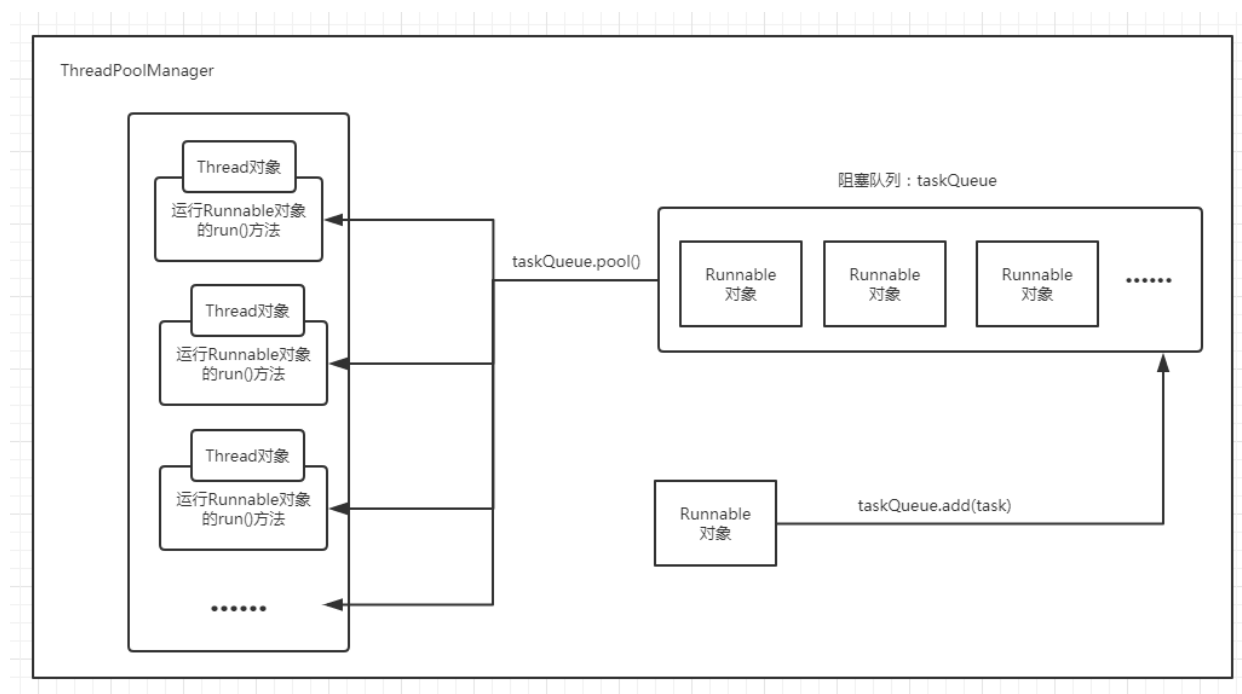 ThreadPoolManager
Thread对象
运行Runnable对象
的run()方法
Thread对象
运行Runnable对象
的run()方法
Thread对象
运行Runnable对象
的run()方法
......
taskQueue.pool()
阻塞队列：taskQueue
Runnable
对象
Runnable
对象
Runnable
对象
......
Runnable
对象
taskQueue.add(task)